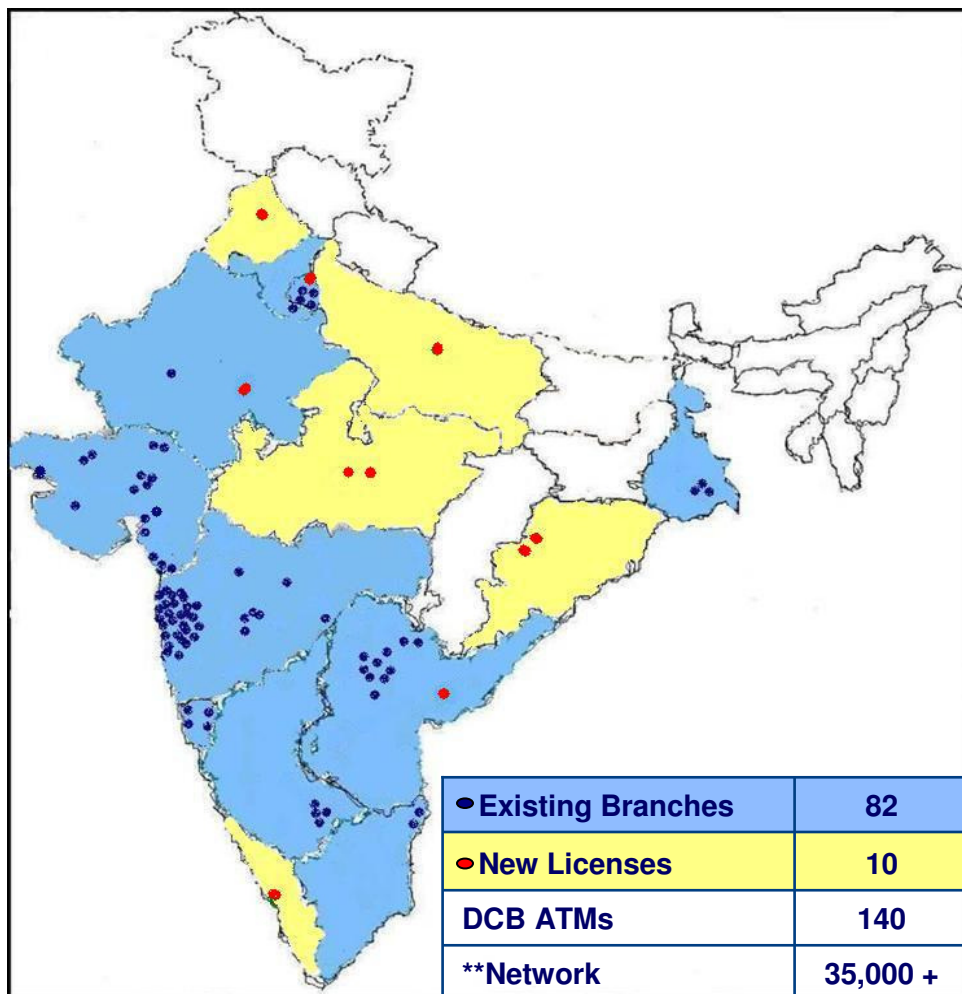 Existing Branches 82
New Licenses 10
DCB ATMs 140
**Network 35,000 +